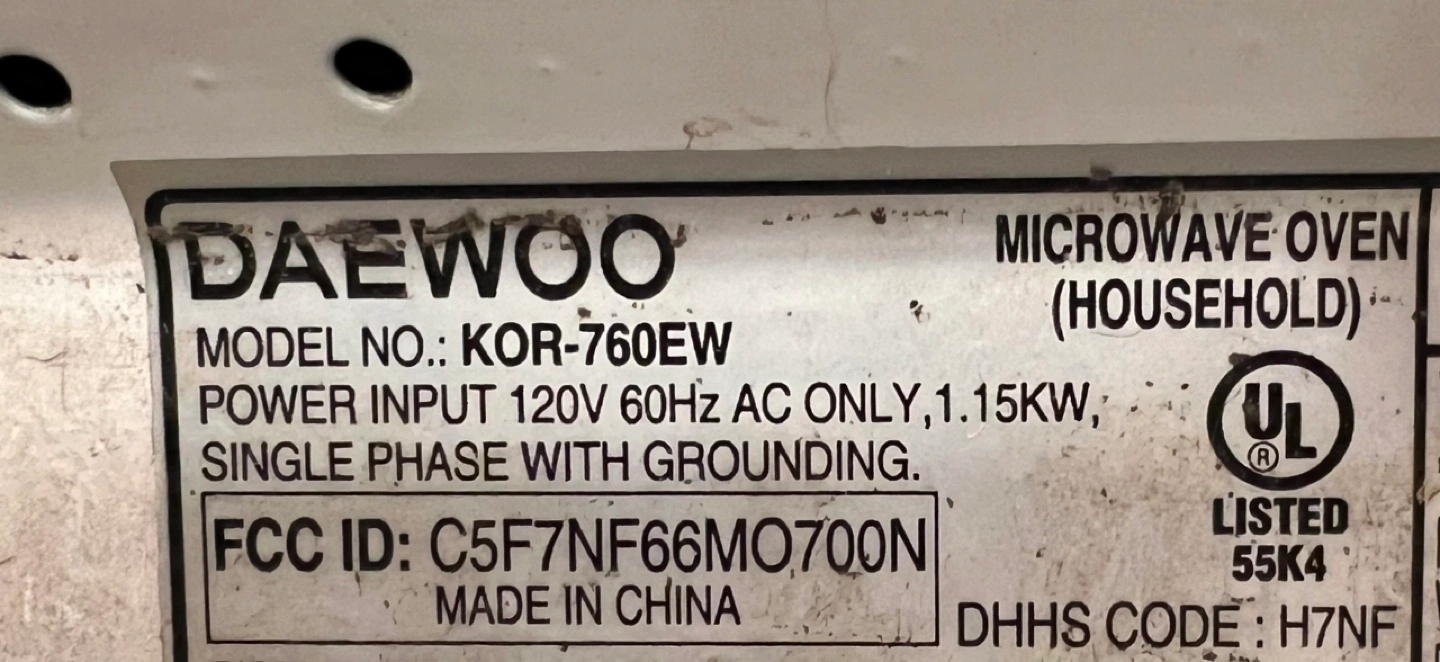 DAEWOO
MICROWAVE OVEN
(HOUSEHOLD)
MODEL NO.: KOR-760EW
POWER INPUT 120V 60Hz AC ONLY,1.15KW,
SINGLE PHASE WITH GROUNDING.
UL
®
LISTED
55K4
FCC ID: C5F7NF66MO700N
MADE IN CHINA
DHHS CODE : H7NF